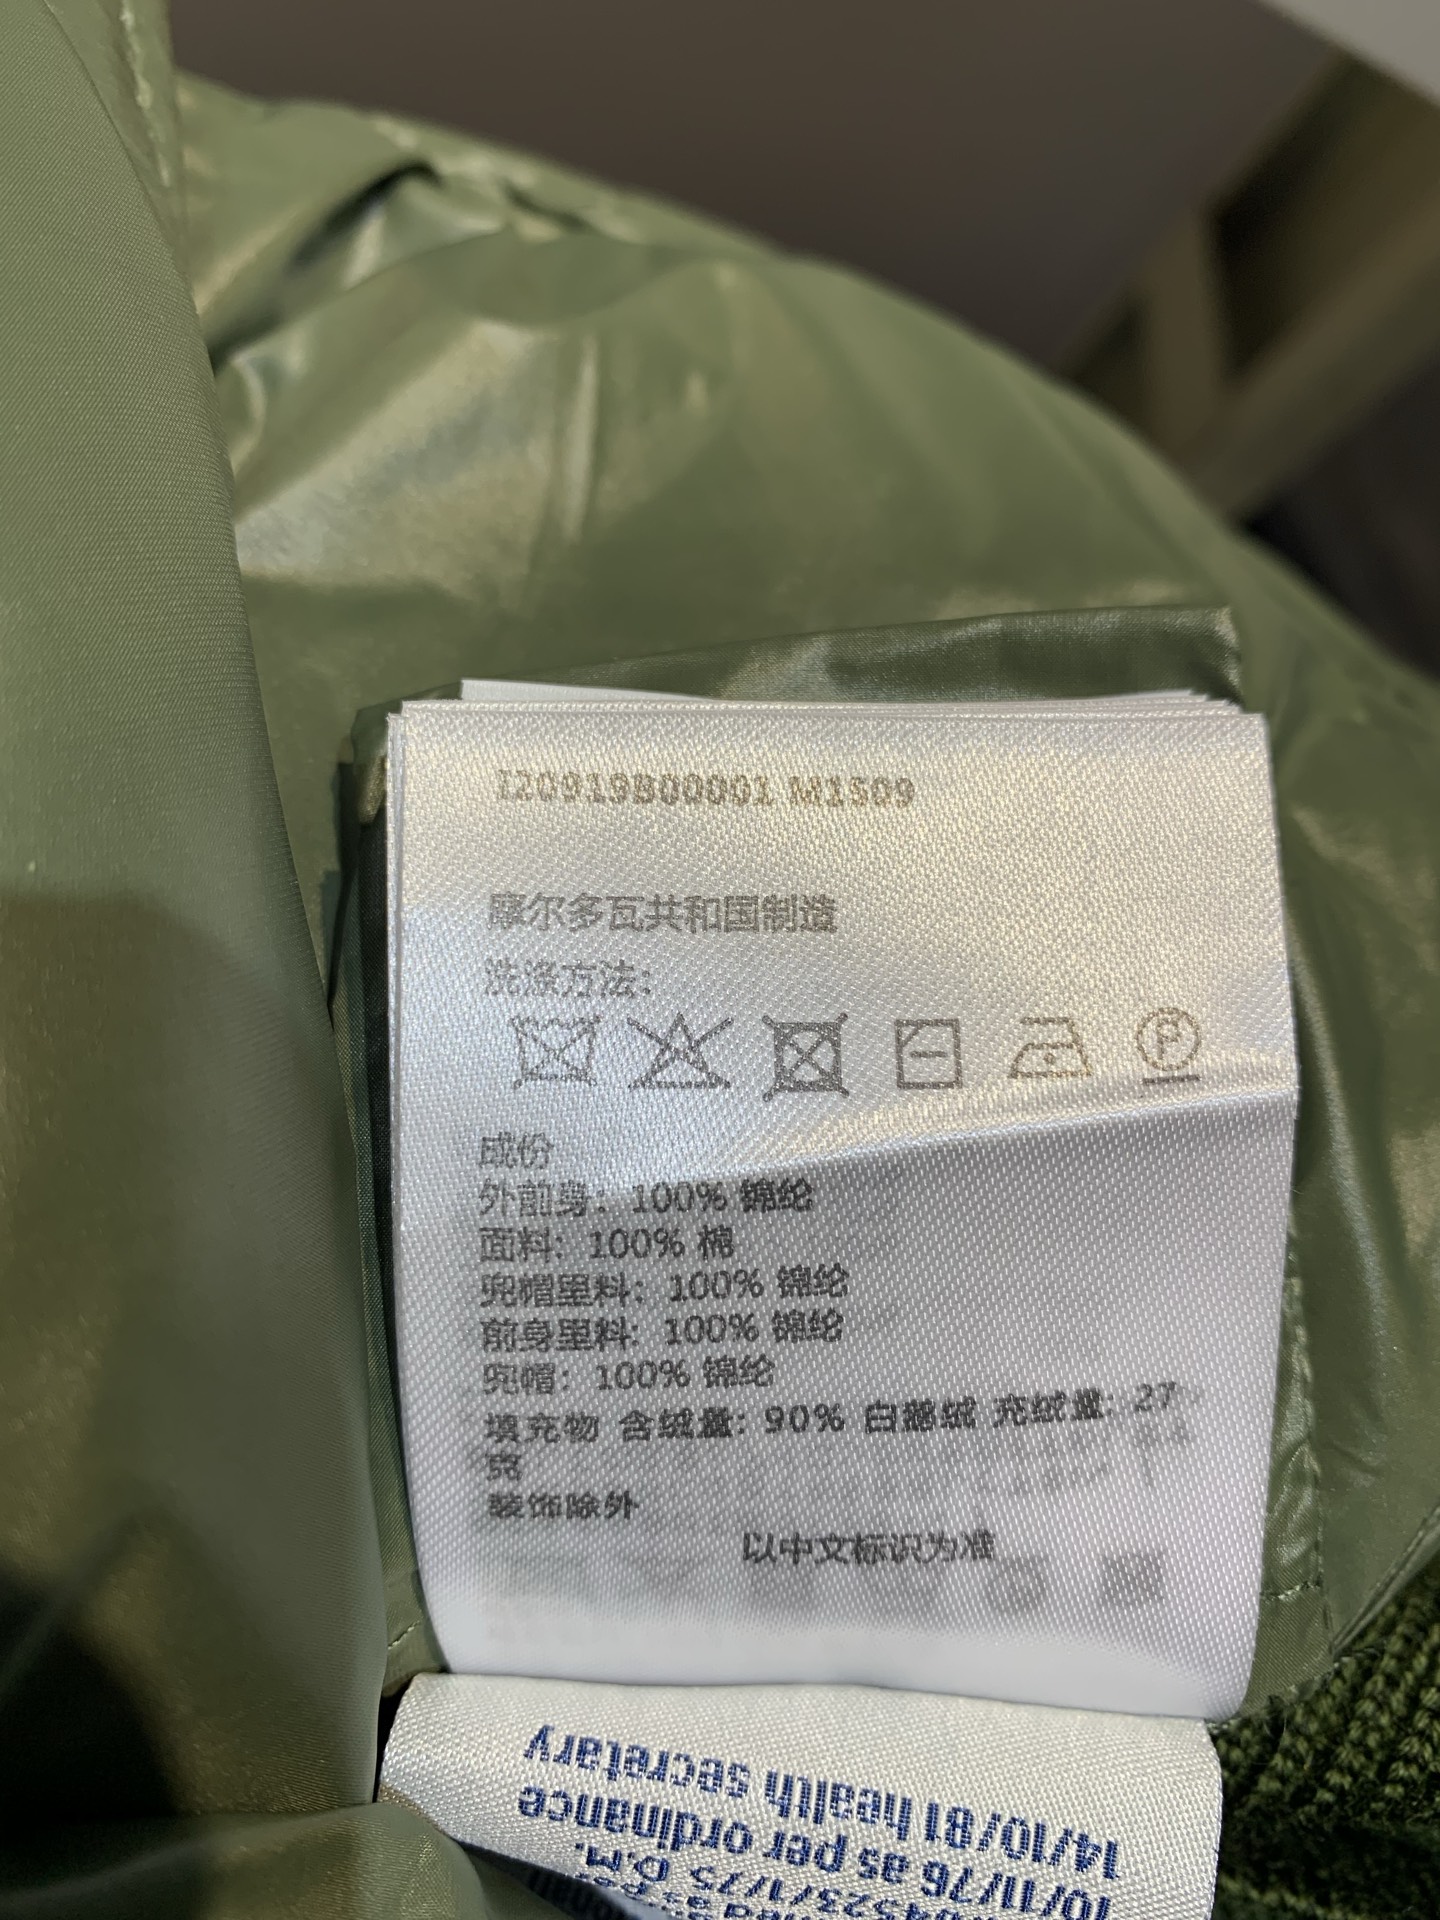 I20919B00001 M1509
摩尔多瓦共和国制造
洗涤方法:
P
成份
外前身: 100% 锦纶
面料: 100% 棉
兜帽里料: 100% 锦纶
前身里料: 100% 锦纶
兜帽: 100% 锦纶
填充物 含绒量: 90% 白鹅绒 充绒量: 27
克
装饰除外
以中文标识为准
D.M.
10/11/76 as per ordinance
14/10/81 health secretary